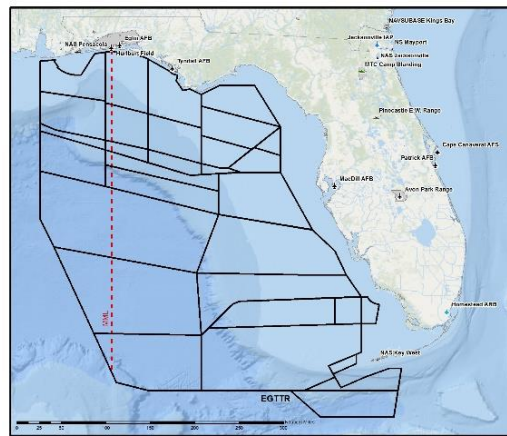 NAVSUBASE Kings Bay
Eglin AFB
NAS Pensacola
Hurlburt Field
Jacksonville IAP
NS Mayport
Tyndall AFB
NAS Jacksonville
MTC Camp Blanding
Pinecastle E.W. Range
Cape Canaveral AFS
Patrick AFB
MacDill AFB
Avon Park Range
Homestead ARB
MML
NAS Key West
EGTTR
0 25 50 100 150 200 250 300